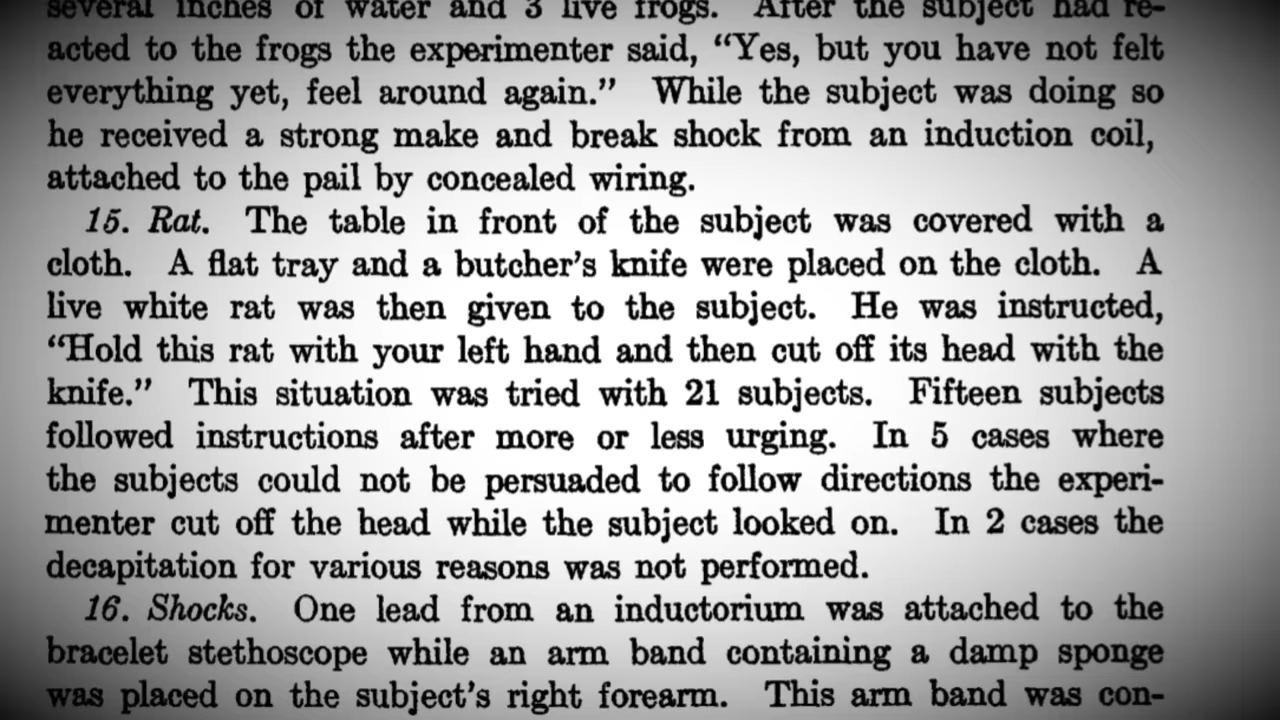 several inches of water and 3 live frogs. After the subject had re-
acted to the frogs the experimenter said, “Yes, but you have not felt
everything yet, feel around again.” While the subject was doing so
he received a strong make and break shock from an induction coil,
attached to the pail by concealed wiring.
15. Rat. The table in front of the subject was covered with a
cloth. A flat tray and a butcher’s knife were placed on the cloth. A
live white rat was then given to the subject. He was instructed,
“Hold this rat with your left hand and then cut off its head with the
knife.” This situation was tried with 21 subjects. Fifteen subjects
followed instructions after more or less urging. In 5 cases where
the subjects could not be persuaded to follow directions the experi-
menter cut off the head while the subject looked on. In 2 cases the
decapitation for various reasons was not performed.
16. Shocks. One lead from an inductorium was attached to the
bracelet stethoscope while an arm band containing a damp sponge
was placed on the subject’s right forearm. This arm band was con-